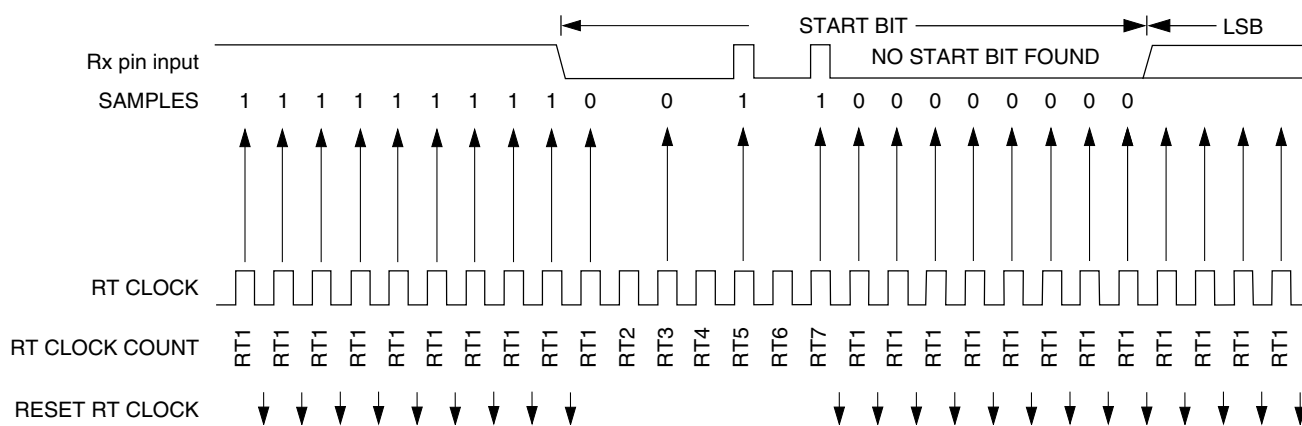 START BIT
LSB
Rx pin input
NO START BIT FOUND
SAMPLES 1 1 1 1 1 1 1 1 1 0 0 1 1 0 0 0 0 0 0 0 0
RT CLOCK
RT CLOCK COUNT RT1 RT1 RT1 RT1 RT1 RT1 RT1 RT1 RT1 RT1 RT2 RT3 RT4 RT5 RT6 RT7 RT1 RT1 RT1 RT1 RT1 RT1 RT1 RT1 RT1 RT1 RT1 RT1
RESET RT CLOCK